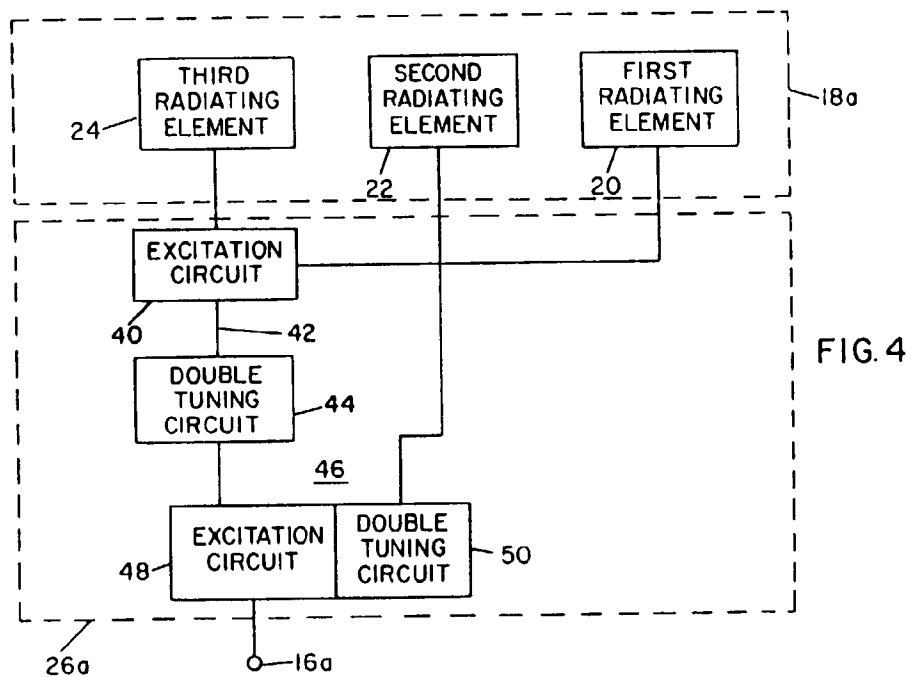 THIRD
RADIATING
ELEMENT
24
SECOND
RADIATING
ELEMENT
22
FIRST
RADIATING
ELEMENT
20
18a
EXCITATION
CIRCUIT
40
42
DOUBLE
TUNING
CIRCUIT
44
46
EXCITATION
CIRCUIT
48
DOUBLE
TUNING
CIRCUIT
50
26a
16a
FIG. 4